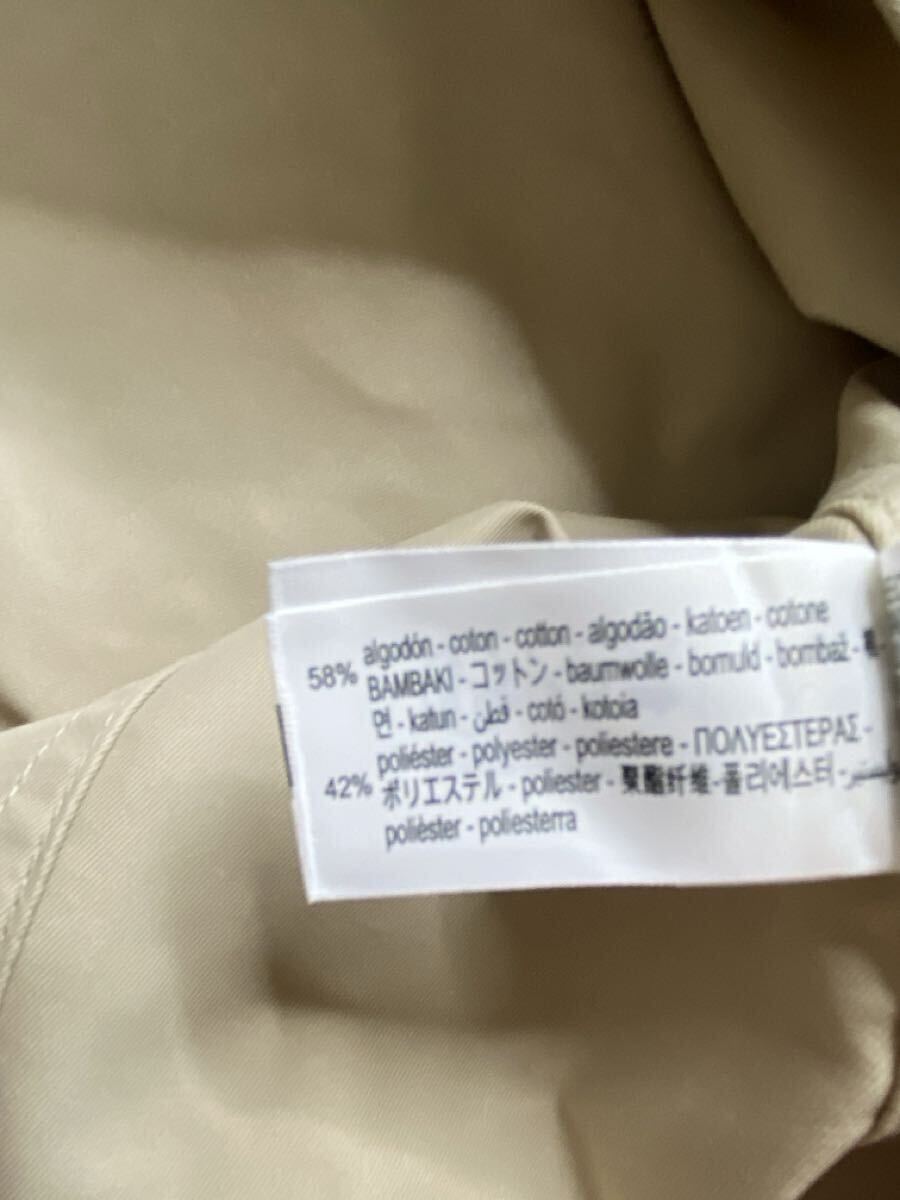 58% algodón - coton - cotton - algodão - katoen - cotone
BAMBAKI - コットン - baumwolle - bomuld - bombaž -
면 - katun - قطن - cotó - kotoia
42% poliéster - polyester - poliestere - ΠΟΛΥΕΣΤΕΡΑΣ -
ポリエステル - poliester - 聚酯纤维 - 폴리에스터 -
polièster - poliesterra